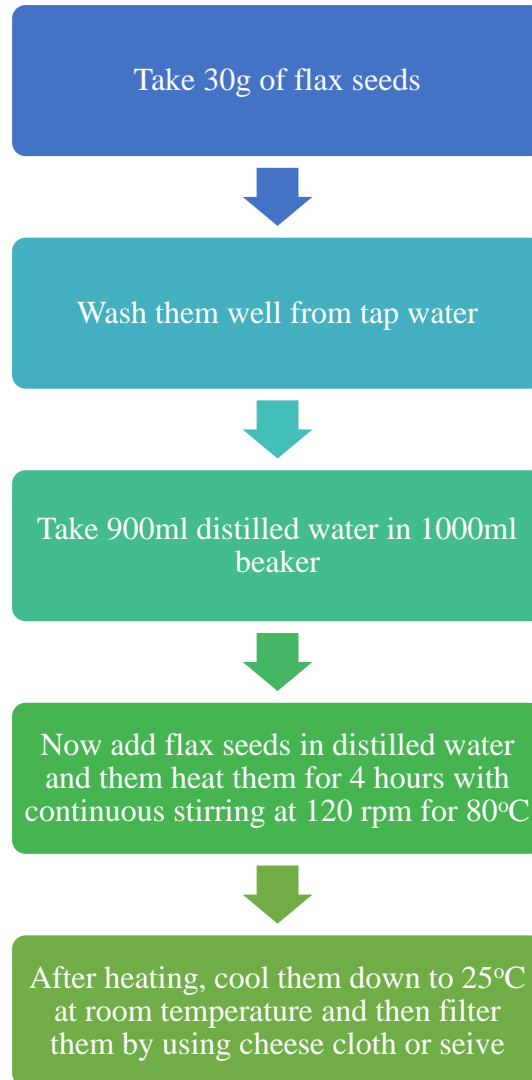 Take 30g of flax seeds
Wash them well from tap water
Take 900ml distilled water in 1000ml
beaker
Now add flax seeds in distilled water
and them heat them for 4 hours with
continuous stirring at 120 rpm for 80°C
After heating, cool them down to 25°C
at room temperature and then filter
them by using cheese cloth or seive